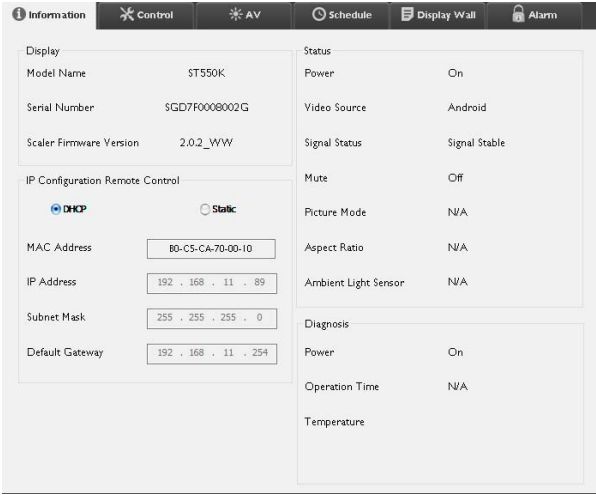 Information Control AV Schedule Display Wall Alarm
Display
Model Name ST550K
Serial Number SGD7F0008002G
Scaler Firmware Version 2.0.2_WW
IP Configuration Remote Control
DHCP Static
MAC Address B0-C5-CA-70-00-10
IP Address 192 . 168 . 11 . 89
Subnet Mask 255 . 255 . 255 . 0
Default Gateway 192 . 168 . 11 . 254
Status
Power On
Video Source Android
Signal Status Signal Stable
Mute Off
Picture Mode N/A
Aspect Ratio N/A
Ambient Light Sensor N/A
Diagnosis
Power On
Operation Time N/A
Temperature